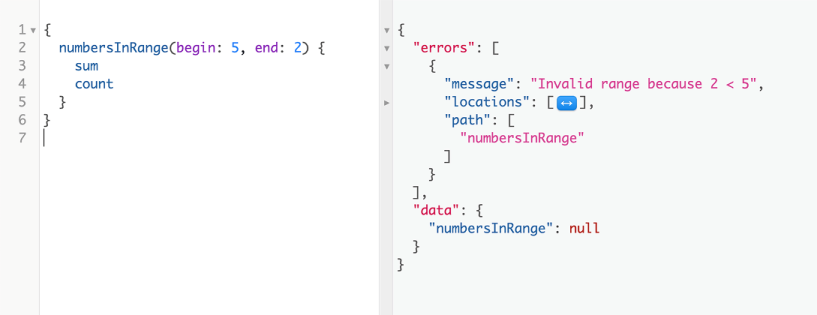 1 {
2 numbersInRange(begin: 5, end: 2) {
3 sum
4 count
5 }
6 }
7
{
"errors": [
{
"message": "Invalid range because 2 < 5",
"locations": [↔],
"path": [
"numbersInRange"
]
}
],
"data": {
"numbersInRange": null
}
}